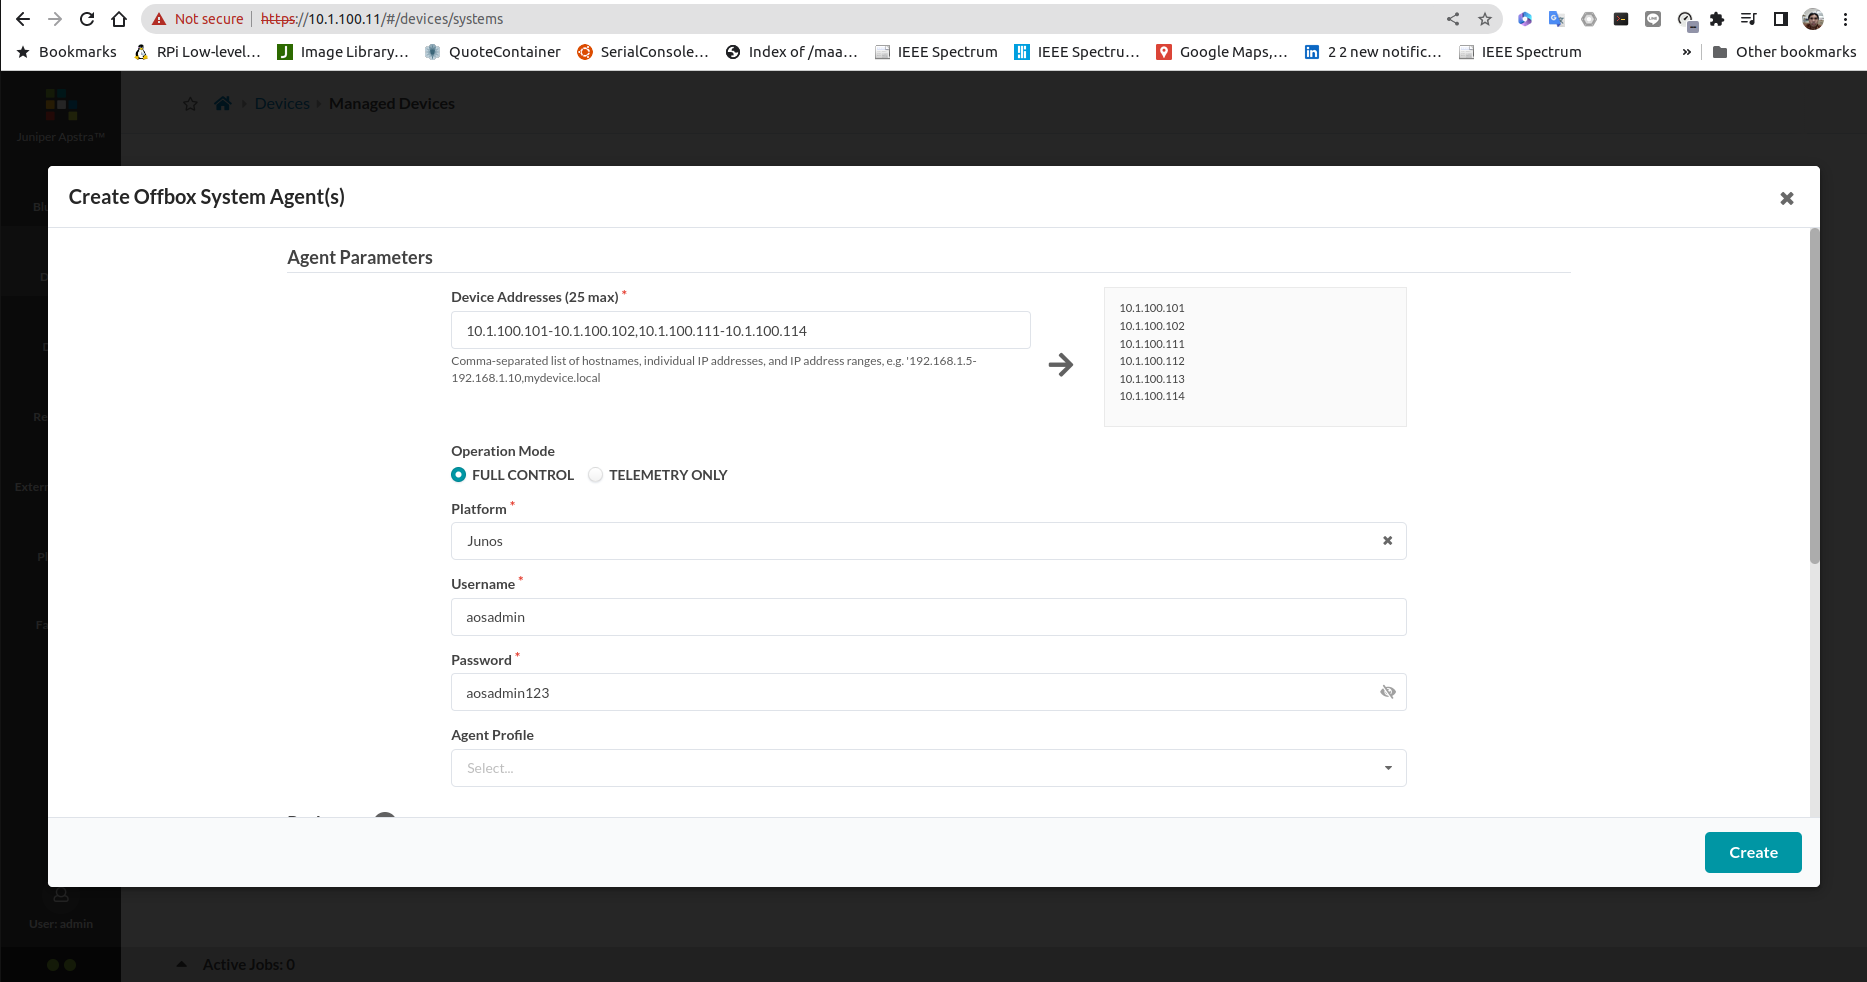 Not secure | https://10.1.100.11/#/devices/systems
Bookmarks RPi Low-level... Image Library,... QuoteContainer SerialConsole... Index of /maa... IEEE Spectrum IEEE Spectru... Google Maps,... 2 2 new notific... IEEE Spectrum » Other bookmarks
Juniper Apstra™
Devices Managed Devices
Create Offbox System Agent(s)
Agent Parameters
Device Addresses (25 max) *
10.1.100.101-10.1.100.102,10.1.100.111-10.1.100.114
Comma-separated list of hostnames, individual IP addresses, and IP address ranges, e.g. '192.168.1.5-
192.168.1.10,mydevice.local
10.1.100.101
10.1.100.102
10.1.100.111
10.1.100.112
10.1.100.113
10.1.100.114
Operation Mode
FULL CONTROL TELEMETRY ONLY
Platform *
Junos
Username *
aosadmin
Password *
aosadmin123
Agent Profile
Select...
Create
User: admin
Active Jobs: 0